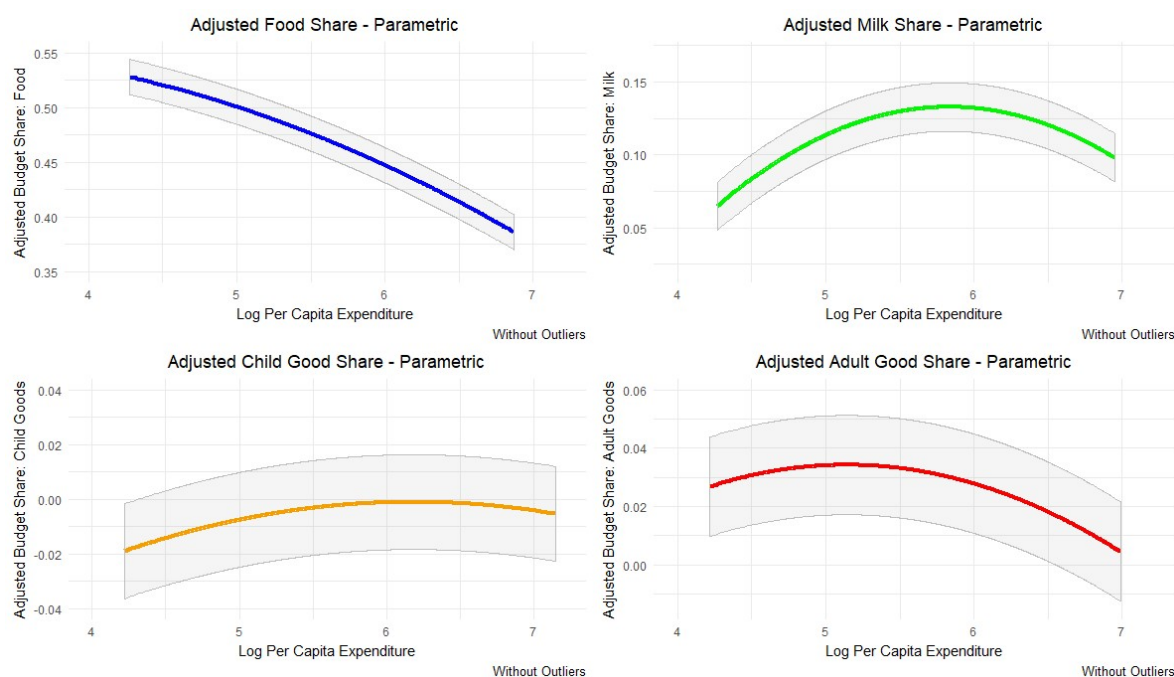 Adjusted Food Share - Parametric
Adjusted Budget Share: Food
0.55
0.50
0.45
0.40
0.35
4 5 6 7
Log Per Capita Expenditure
Without Outliers
Adjusted Milk Share - Parametric
Adjusted Budget Share: Milk
0.15
0.10
0.05
4 5 6 7
Log Per Capita Expenditure
Without Outliers
Adjusted Child Good Share - Parametric
Adjusted Budget Share: Child Goods
0.04
0.02
0.00
-0.02
-0.04
4 5 6 7
Log Per Capita Expenditure
Without Outliers
Adjusted Adult Good Share - Parametric
Adjusted Budget Share: Adult Goods
0.06
0.04
0.02
0.00
4 5 6 7
Log Per Capita Expenditure
Without Outliers